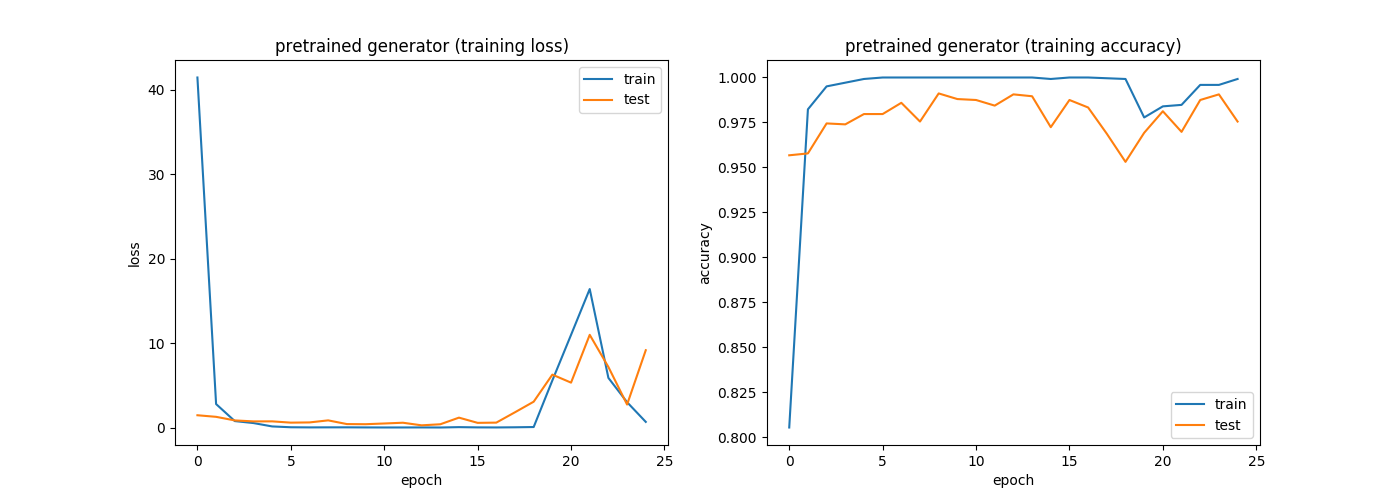 pretrained generator (training loss)
40
30
20
10
0
loss
0 5 10 15 20 25
epoch
train
test
pretrained generator (training accuracy)
1.000
0.975
0.950
0.925
0.900
0.875
0.850
0.825
0.800
accuracy
0 5 10 15 20 25
epoch
train
test